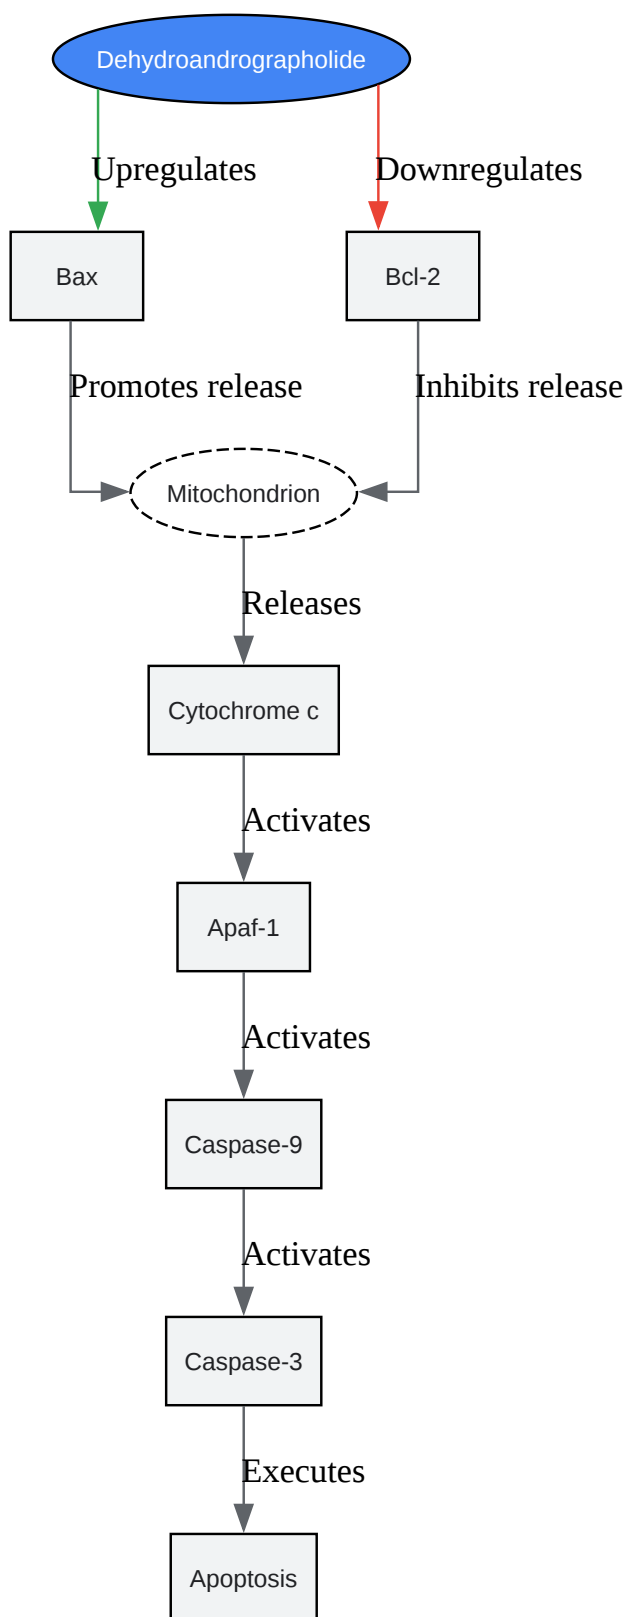 Dehydroandrographolide
Upregulates
Downregulates
Bax
Bcl-2
Promotes release
Inhibits release
Mitochondrion
Releases
Cytochrome c
Activates
Apaf-1
Activates
Caspase-9
Activates
Caspase-3
Executes
Apoptosis